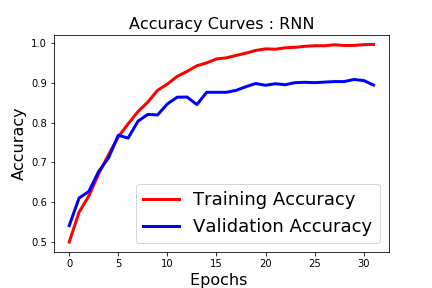 Accuracy Curves : RNN
Accuracy
1.0
0.9
0.8
0.7
0.6
0.5
Training Accuracy
Validation Accuracy
0 5 10 15 20 25 30
Epochs